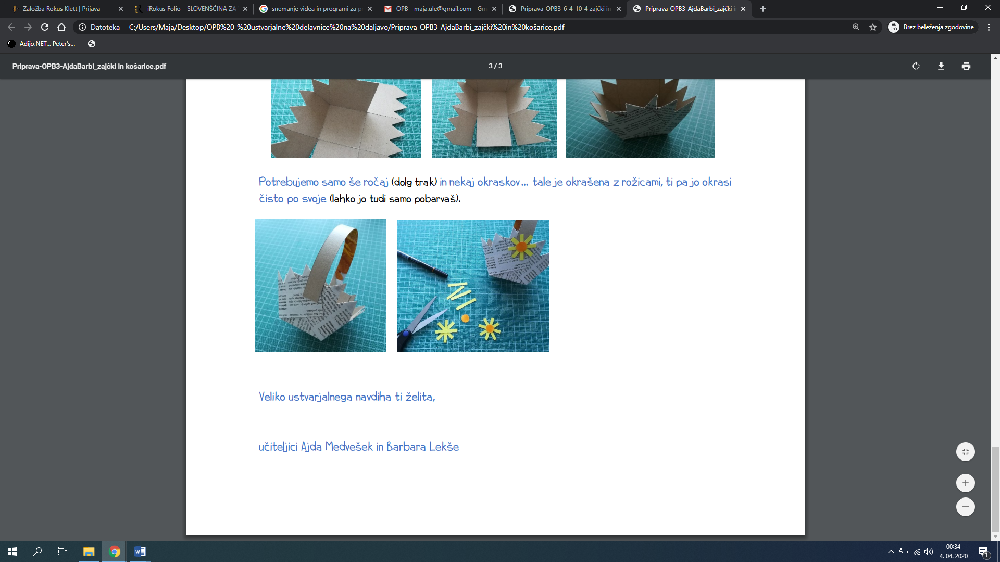 Založba Rokus Klett | Prijava
iRokus Folio – SLOVENŠČINA ZA
snemanje videa in programi za p
OPB - maja.ule@gmail.com - Gm
Priprava-OPB3-6-4-10-4 zajčki in
Priprava-OPB3-AjdaBarbi_zajčki i
Datoteka
C:/Users/Maja/Desktop/OPB%20-%20ustvarjalne%20delavnice%20na%20daljavo/Priprava-OPB3-AjdaBarbi_zajčki%20in%20košarice.pdf
Brez beleženja zgodovine
Adijo.NET... Peter's...
Priprava-OPB3-AjdaBarbi_zajčki in košarice.pdf
3 / 3
Potrebujemo samo še ročaj (dolg trak) in nekaj okraskov... tale je okrašena z rožicami, ti pa jo okrasi
čisto po svoje (lahko jo tudi samo pobarvaš).
Veliko ustvarjalnega navdiha ti želita,
učiteljici Ajda Medvešek in Barbara Lekše
00:34
4. 04. 2020
1